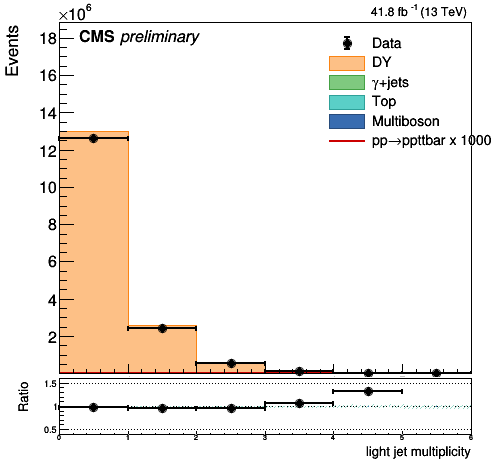 ×10⁶
41.8 fb⁻¹ (13 TeV)
Events
CMS preliminary
Data
DY
γ+jets
Top
Multiboson
pp→ppttbar x 1000
18
16
14
12
10
8
6
4
2
Ratio
1.5
1
0.5
0 1 2 3 4 5 6
light jet multiplicity